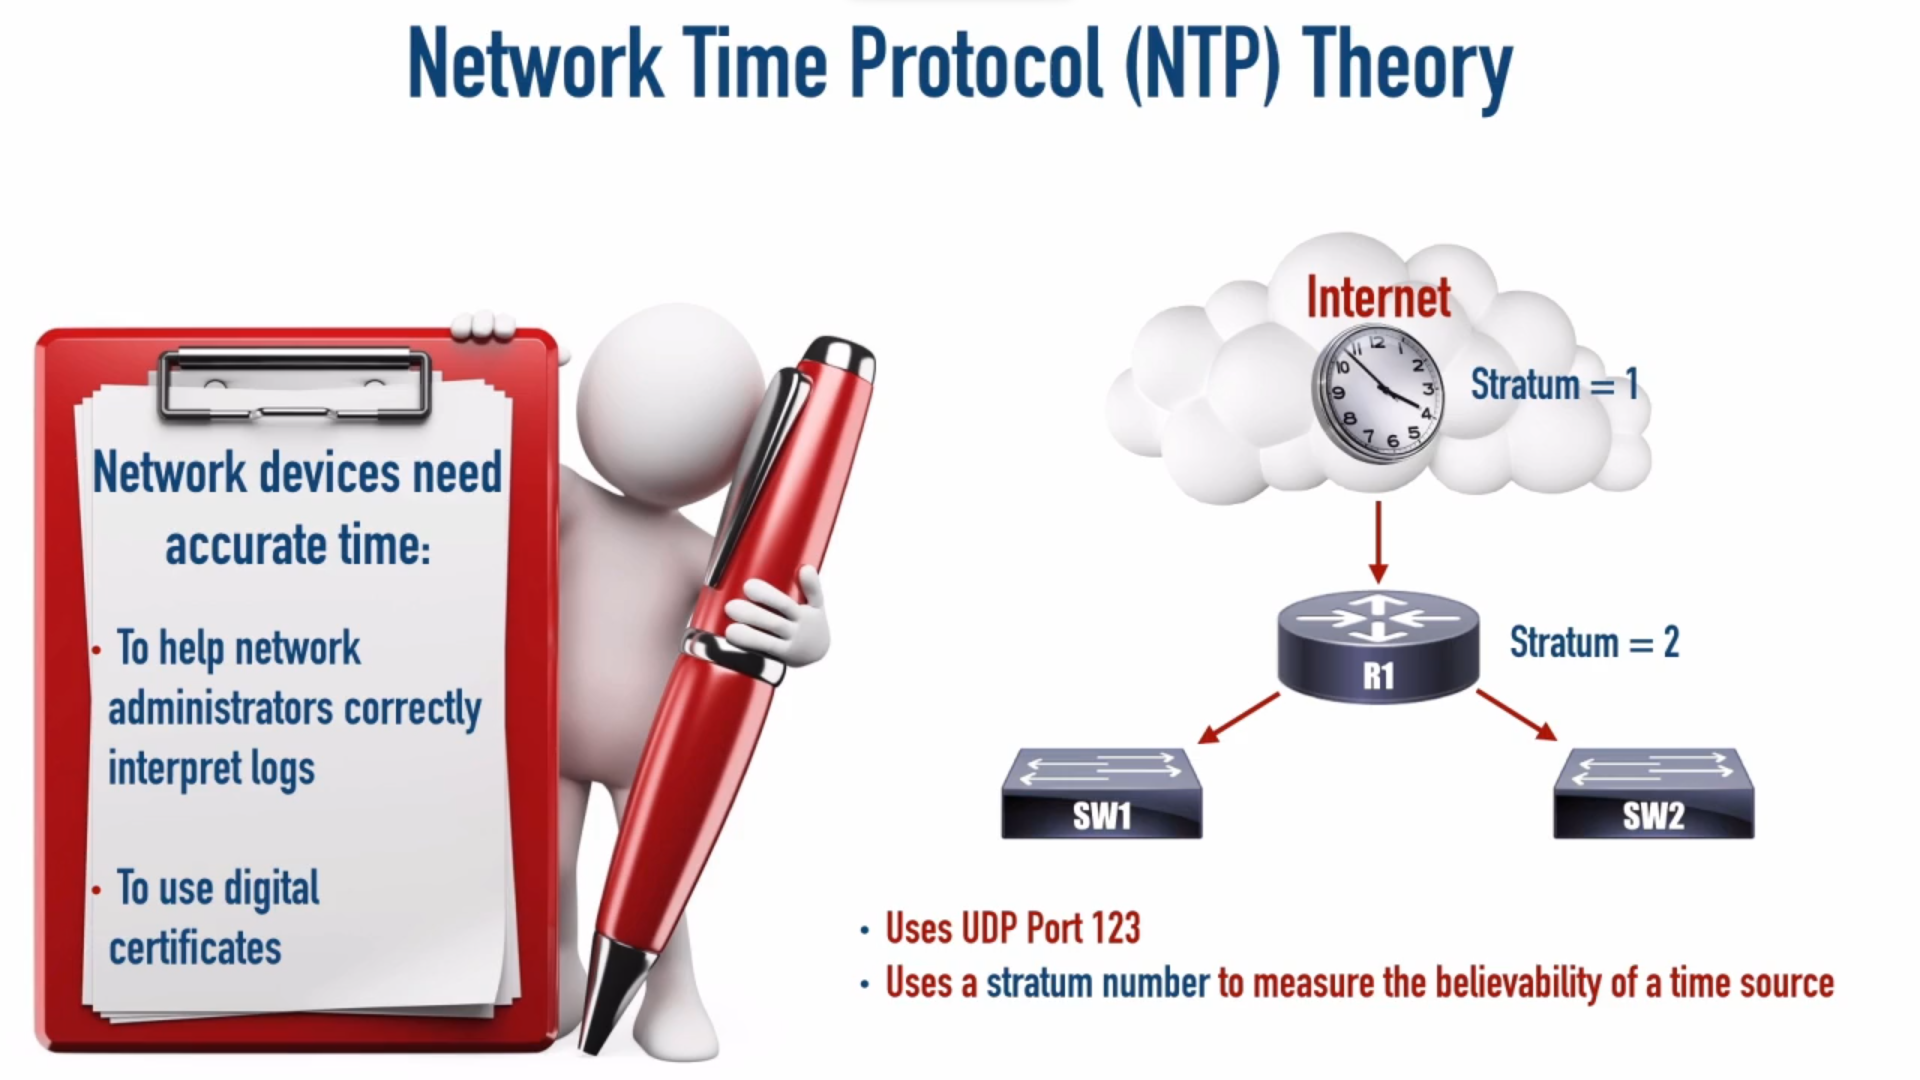 Network Time Protocol (NTP) Theory
Network devices need
accurate time:
• To help network
administrators correctly
interpret logs
• To use digital
certificates
Internet
12
1
2
3
4
5
6
7
8
9
10
11
Stratum = 1
R1
Stratum = 2
SW1
SW2
• Uses UDP Port 123
• Uses a stratum number to measure the believability of a time source